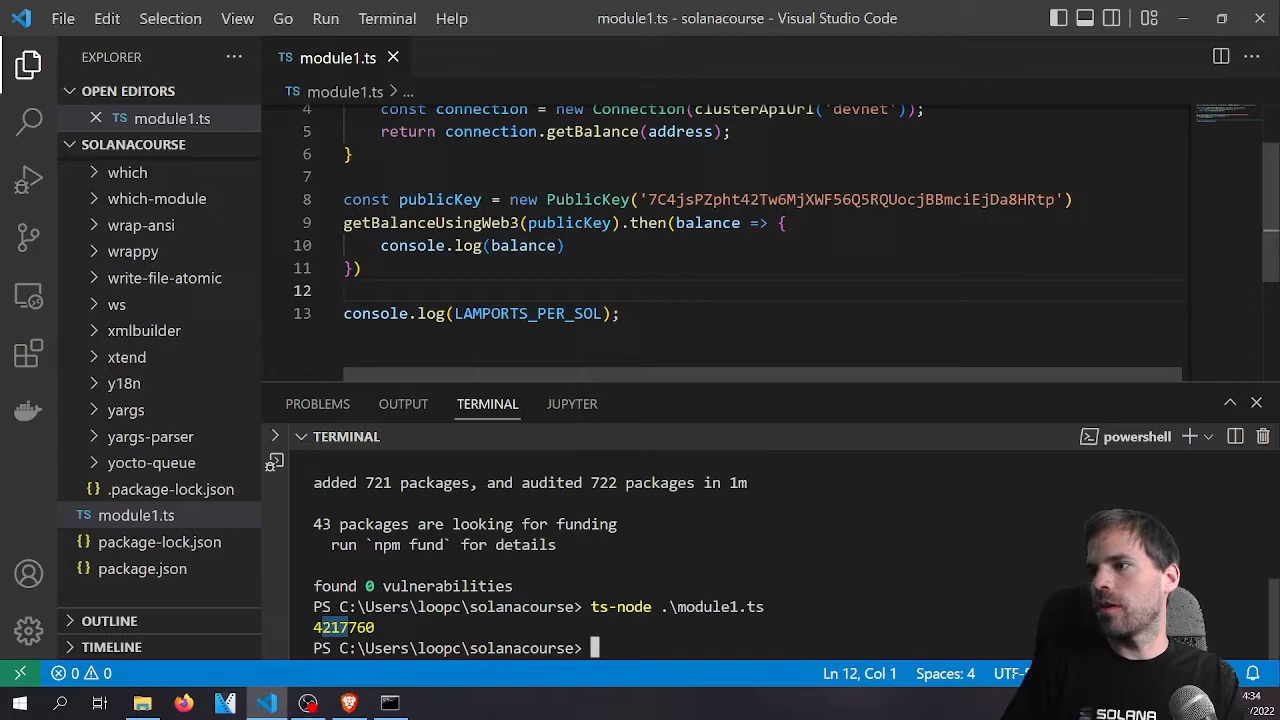 File Edit Selection View Go Run Terminal Help module1.ts - solanacourse - Visual Studio Code
EXPLORER
TS module1.ts
OPEN EDITORS
TS module1.ts
SOLANACOURSE
which
which-module
wrap-ansi
wrappy
write-file-atomic
ws
xmlbuilder
xtend
y18n
yargs
yargs-parser
yocto-queue
{} .package-lock.json
TS module1.ts
{} package-lock.json
{} package.json
OUTLINE
TIMELINE
TS module1.ts > ...
4 const connection = new Connection(clusterApiUrl('devnet'));
5 return connection.getBalance(address);
6 }
7
8 const publicKey = new PublicKey('7C4jsPZpht42Tw6MjXWF56Q5RQUocjBBmciEjDa8HRtp')
9 getBalanceUsingWeb3(publicKey).then(balance => {
10 console.log(balance)
11 })
12
13 console.log(LAMPORTS_PER_SOL);
PROBLEMS OUTPUT TERMINAL JUPYTER
TERMINAL
powershell
added 721 packages, and audited 722 packages in 1m
43 packages are looking for funding
run `npm fund` for details
found 0 vulnerabilities
PS C:\Users\loopc\solanacourse> ts-node .\module1.ts
4217760
PS C:\Users\loopc\solanacourse>
0 0 Ln 12, Col 1 Spaces: 4
SOLANA
4:34
/2022